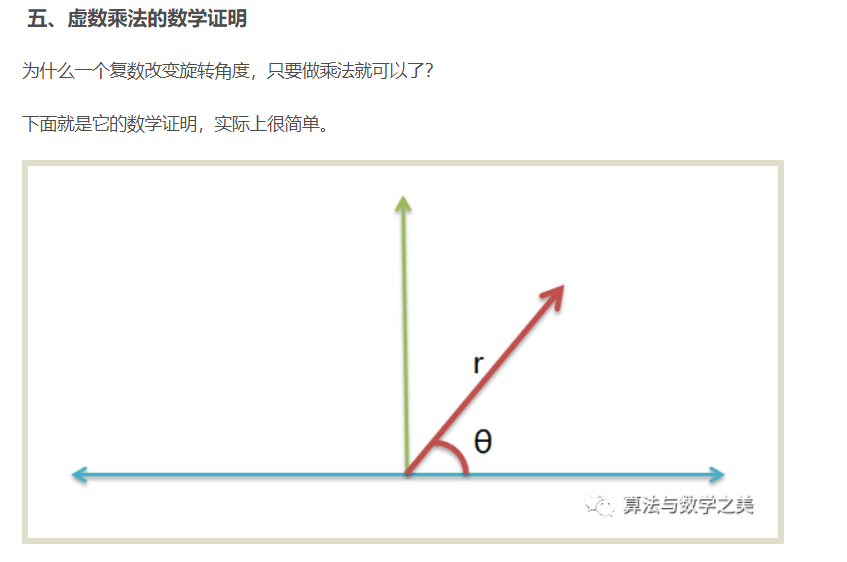 五、虚数乘法的数学证明
为什么一个复数改变旋转角度，只要做乘法就可以了？
下面就是它的数学证明，实际上很简单。
r
θ
算法与数学之美